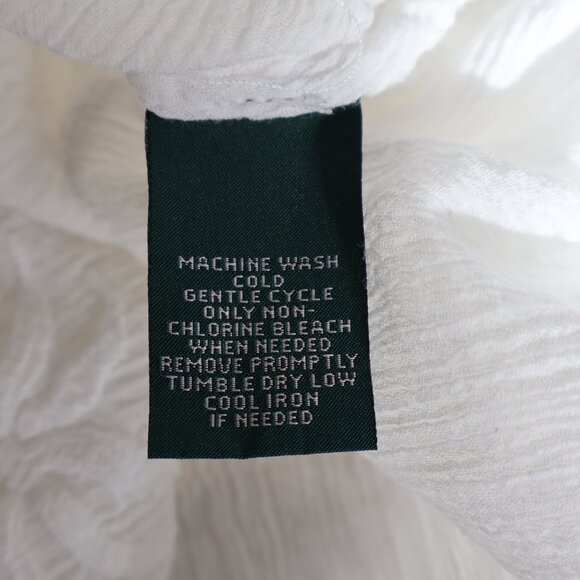 MACHINE WASH
COLD
GENTLE CYCLE
ONLY NON-
CHLORINE BLEACH
WHEN NEEDED
REMOVE PROMPTLY
TUMBLE DRY LOW
COOL IRON
IF NEEDED